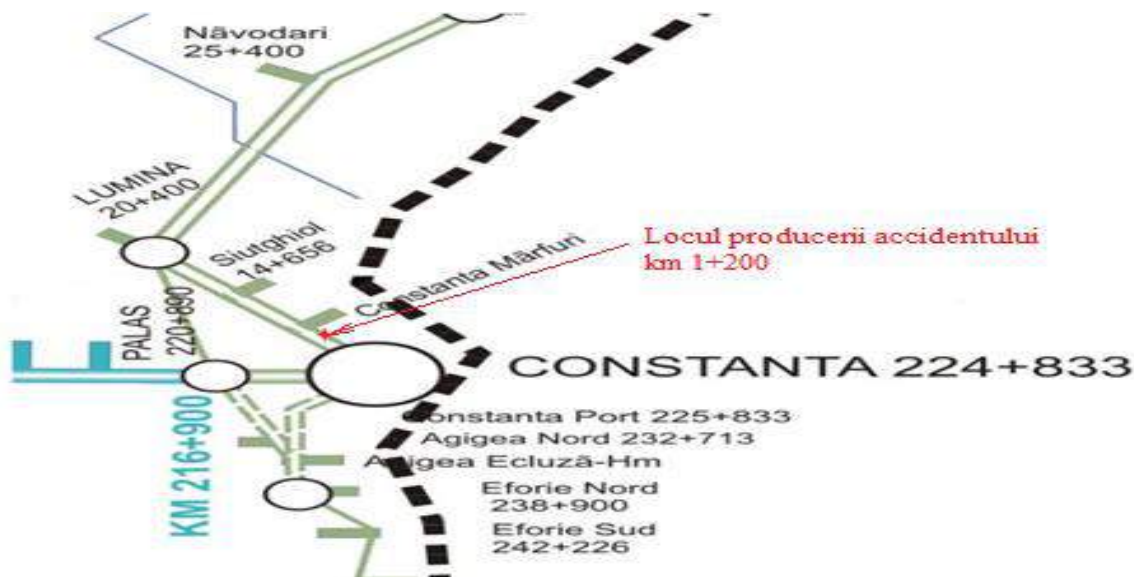 Năvodari
25+400
LUMINA
20+400
Siutghiol
14+656
Constanta Mărfuri
Locul producerii accidentului
km 1+200
PALAS
220+890
CONSTANTA 224+833
KM 216+900
Constanta Port 225+833
Agigea Nord 232+713
Agigea Ecluză-Hm
Eforie Nord
238+900
Eforie Sud
242+226